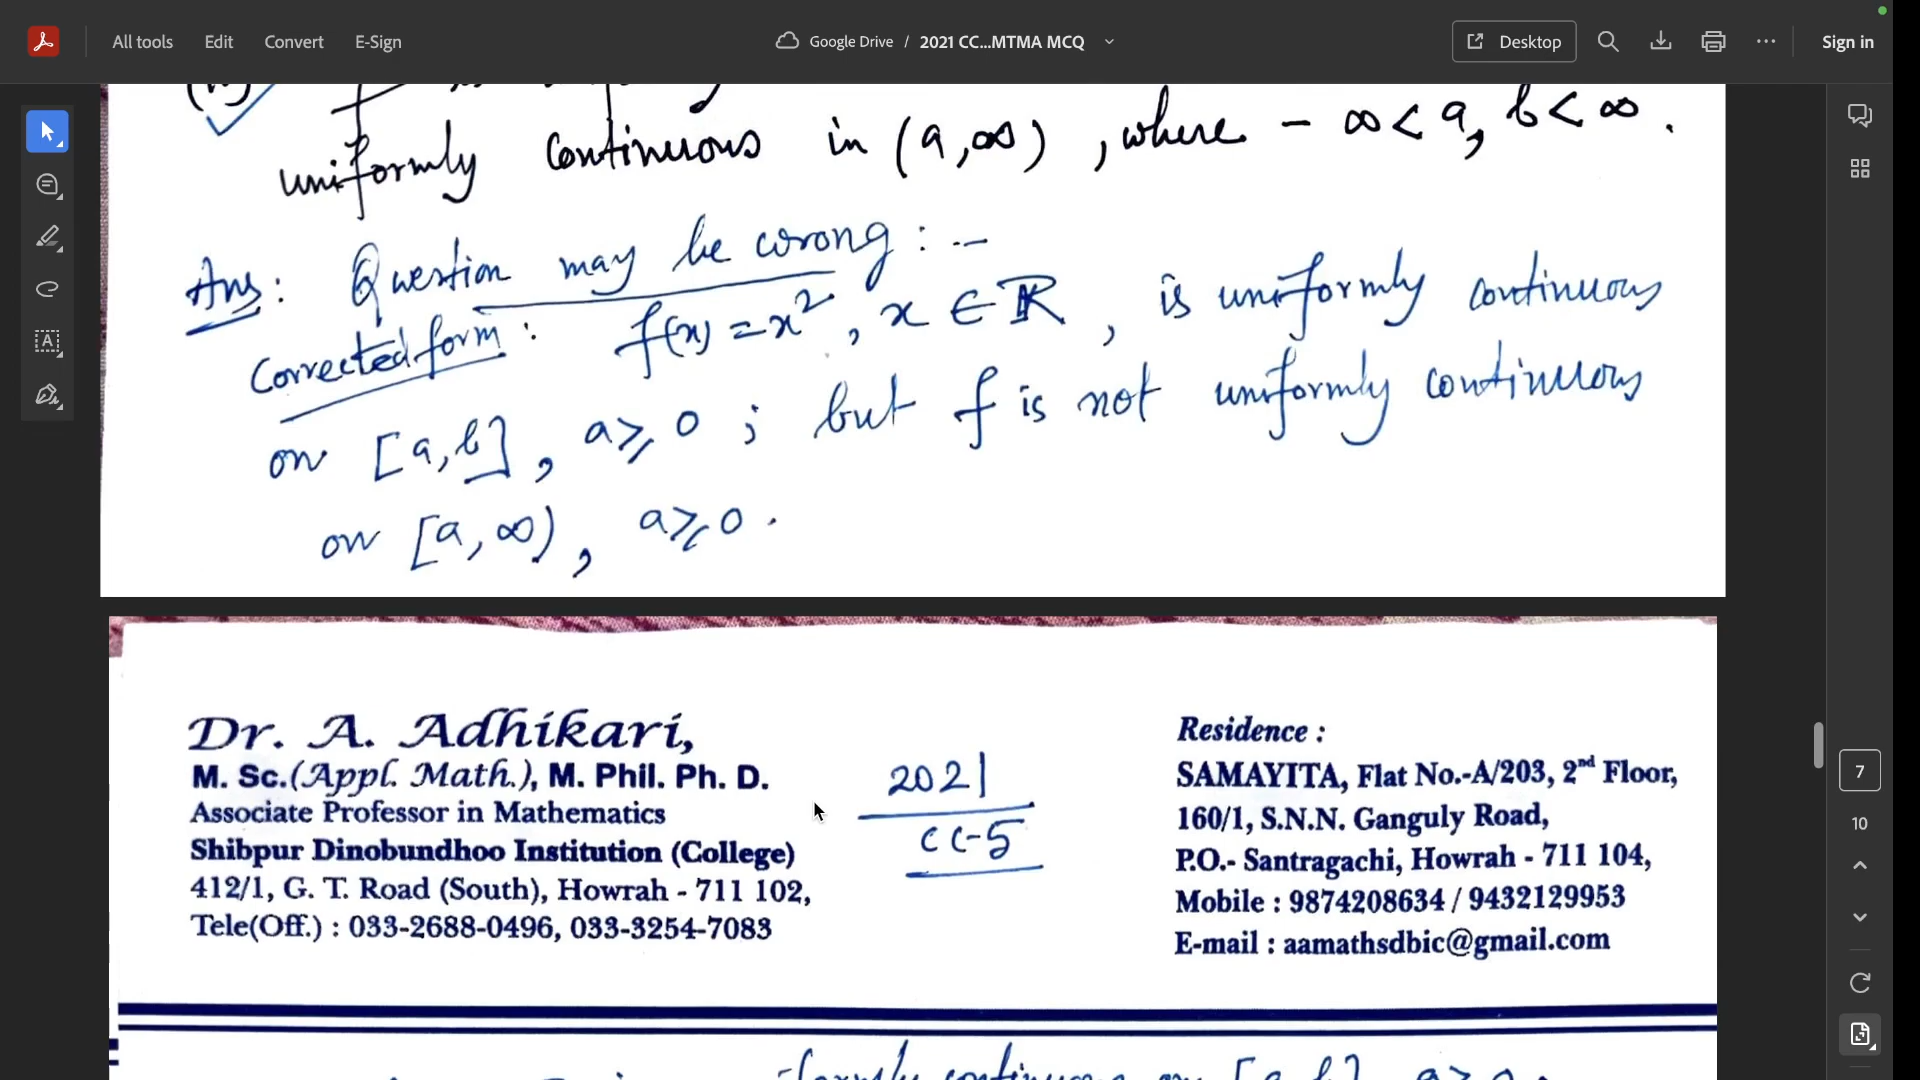 All tools Edit Convert E-Sign Google Drive / 2021 CC...MTMA MCQ Desktop Sign in
uniformly continuous in (a,∞), where -∞<a, b<∞.
Ans: Question may be wrong: --
Corrected form: f(x)=x², x∈ℝ, is uniformly continuous
on [a,b], a≥0; but f is not uniformly continuous
on [a,∞), a≥0.
Dr. A. Adhikari,
M. Sc.(Appl. Math.), M. Phil. Ph. D.
Associate Professor in Mathematics
Shibpur Dinobundhoo Institution (College)
412/1, G. T. Road (South), Howrah - 711 102,
Tele(Off.) : 033-2688-0496, 033-3254-7083
2021
CC-5
Residence :
SAMAYITA, Flat No.-A/203, 2nd Floor,
160/1, S.N.N. Ganguly Road,
P.O.- Santragachi, Howrah - 711 104,
Mobile : 9874208634 / 9432129953
E-mail : aamathsdbic@gmail.com
7
10
continuous on [a,b], a≥0.